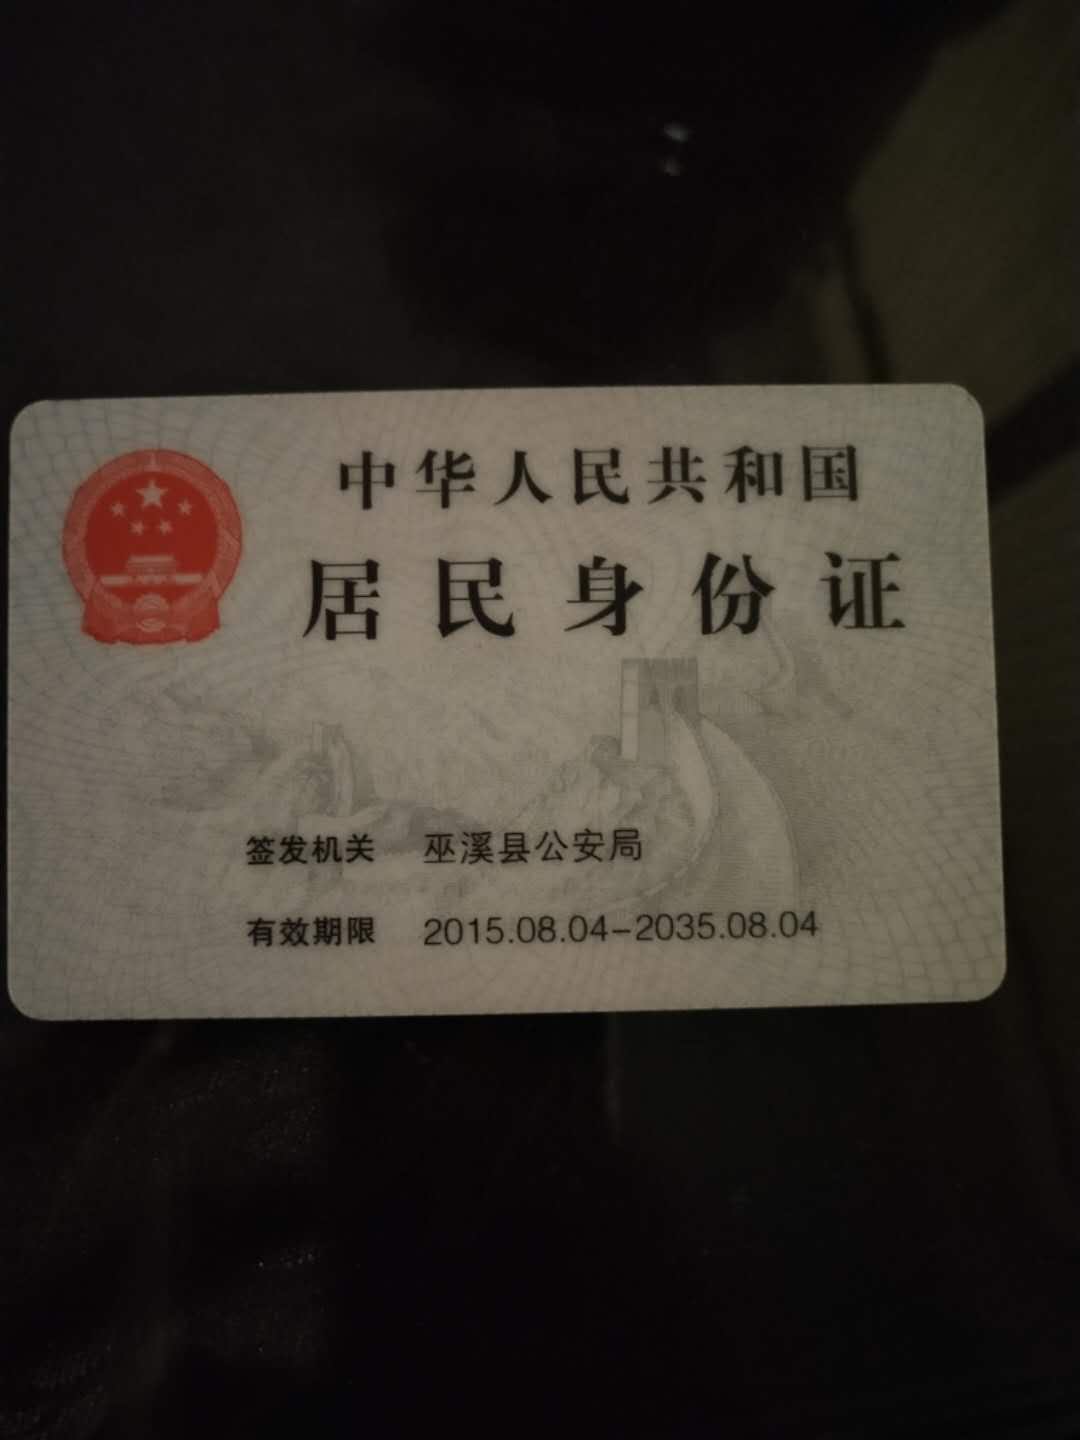 中华人民共和国
居民身份证
签发机关 巫溪县公安局
有效期限 2015.08.04-2035.08.04